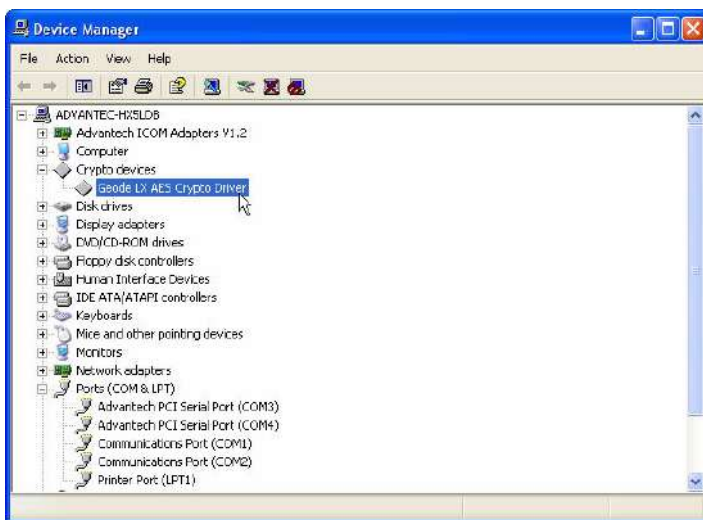 Device Manager
File Action View Help
ADVANTEC-HX5LDB
Advantech ICOM Adapters V1.2
Computer
Crypto devices
Geode LX AES Crypto Driver
Disk drives
Display adapters
DVD/CD-ROM drives
Floppy disk controllers
Human Interface Devices
IDE ATA/ATAPI controllers
Keyboards
Mice and other pointing devices
Monitors
Network adapters
Ports (COM & LPT)
Advantech PCI Serial Port (COM3)
Advantech PCI Serial Port (COM4)
Communications Port (COM1)
Communications Port (COM2)
Printer Port (LPT1)